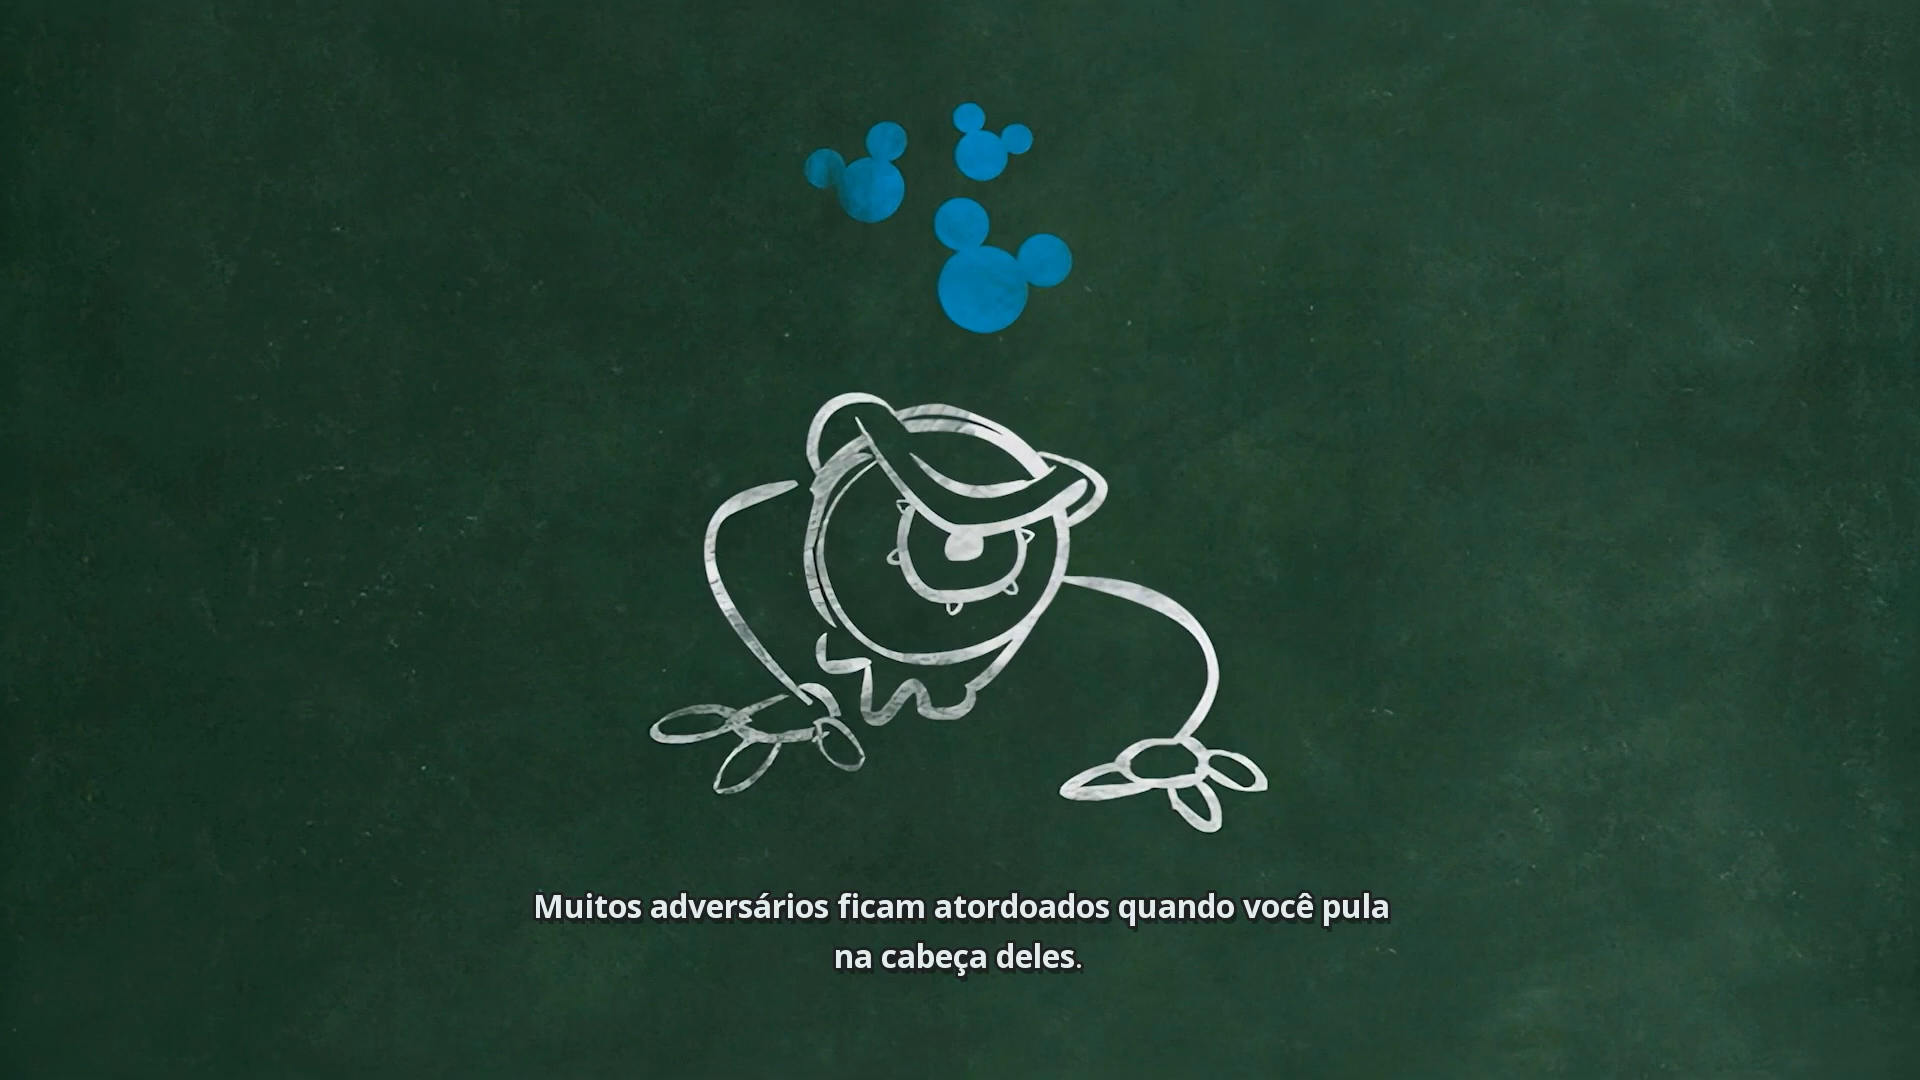 Muitos adversários ficam atordoados quando você pula
na cabeça deles.